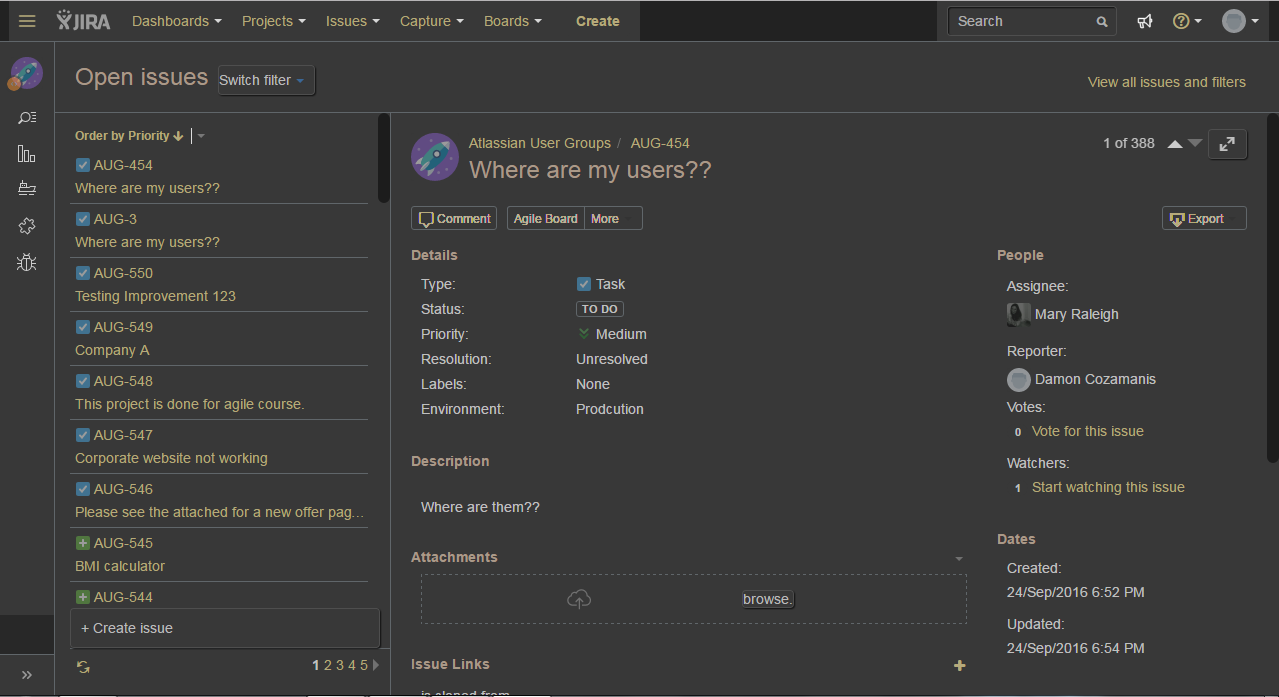 JIRA Dashboards Projects Issues Capture Boards Create Search
Open issues Switch filter View all issues and filters
Order by Priority
AUG-454
Where are my users??
AUG-3
Where are my users??
AUG-550
Testing Improvement 123
AUG-549
Company A
AUG-548
This project is done for agile course.
AUG-547
Corporate website not working
AUG-546
Please see the attached for a new offer pag...
AUG-545
BMI calculator
AUG-544
+ Create issue
1 2 3 4 5
Atlassian User Groups / AUG-454
1 of 388
Where are my users??
Comment Agile Board More Export
Details
Type: Task
Status: TO DO
Priority: Medium
Resolution: Unresolved
Labels: None
Environment: Prodcution
Description
Where are them??
Attachments
browse.
Issue Links
is cloned from
People
Assignee:
Mary Raleigh
Reporter:
Damon Cozamanis
Votes:
0 Vote for this issue
Watchers:
1 Start watching this issue
Dates
Created:
24/Sep/2016 6:52 PM
Updated:
24/Sep/2016 6:54 PM